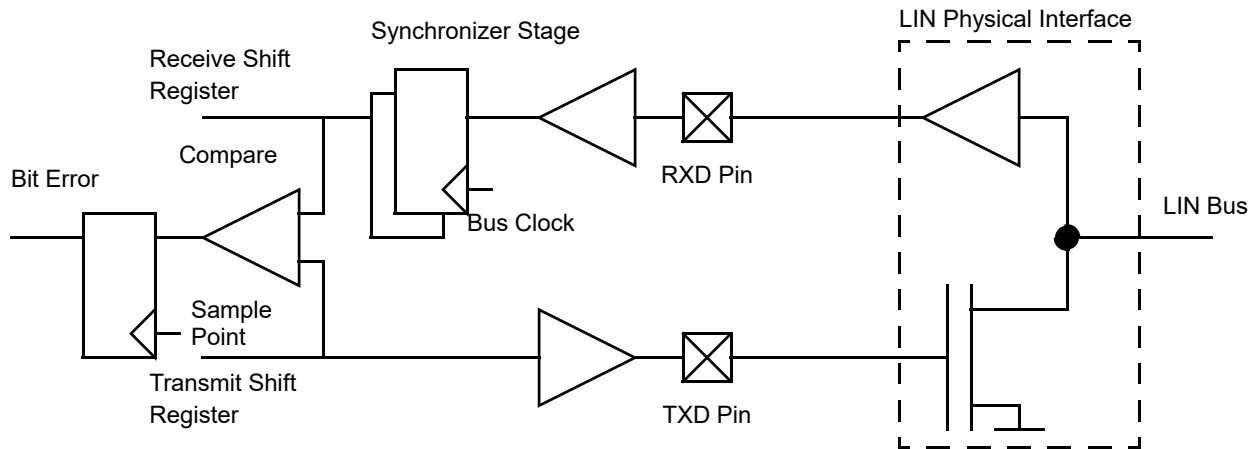 LIN Physical Interface
Synchronizer Stage
Receive Shift
Register
Compare
RXD Pin
Bit Error
LIN Bus
Bus Clock
Sample
Point
Transmit Shift
Register
TXD Pin